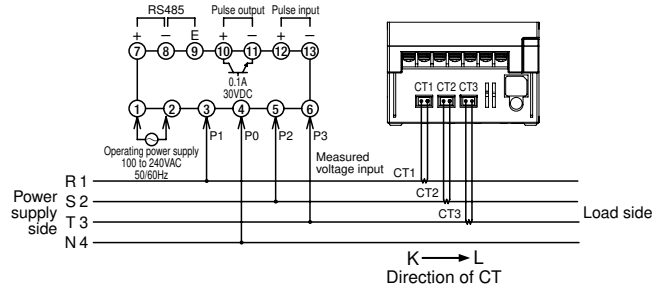 RS485 Pulse output Pulse input
+ − E + − + −
7 8 9 10 11 12 13
0.1A
30VDC
CT1 CT2 CT3
1 2 3 4 5 6
P1 P0 P2 P3
Operating power supply
100 to 240VAC
50/60Hz
Measured
voltage input
CT1
CT2
CT3
Power
supply
side
R 1
S 2
T 3
N 4
Load side
K L
Direction of CT